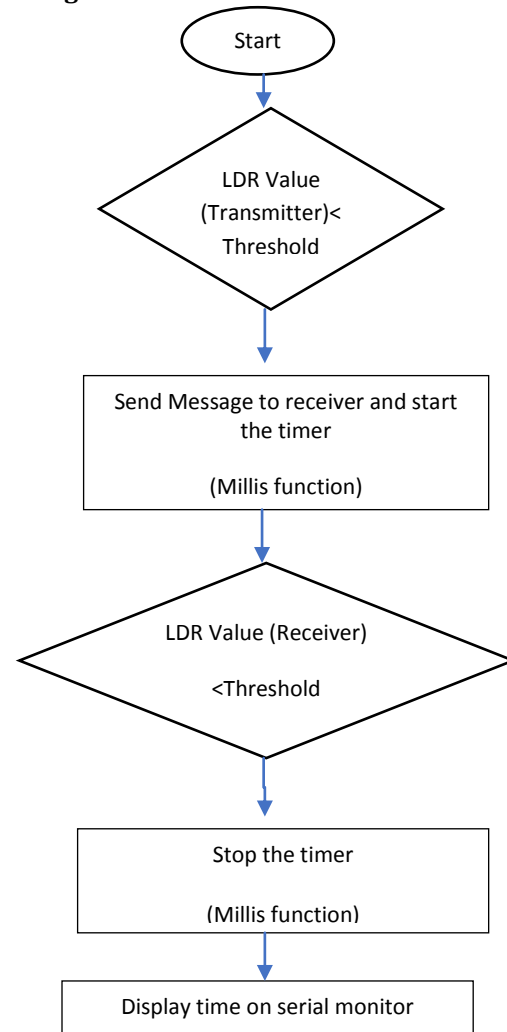 Start
LDR Value
(Transmitter)<
Threshold
Send Message to receiver and start
the timer
(Millis function)
LDR Value (Receiver)
<Threshold
Stop the timer
(Millis function)
Display time on serial monitor